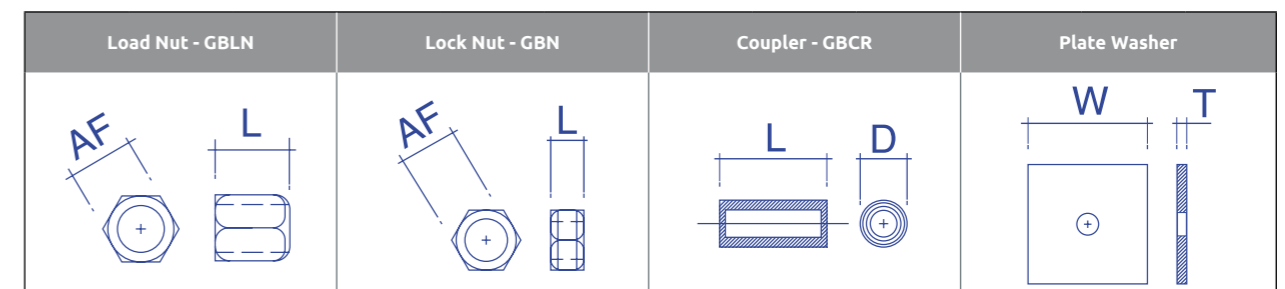 Load Nut - GBLN
Lock Nut - GBN
Coupler - GBCR
Plate Washer
AF
L
AF
L
L
D
W
T